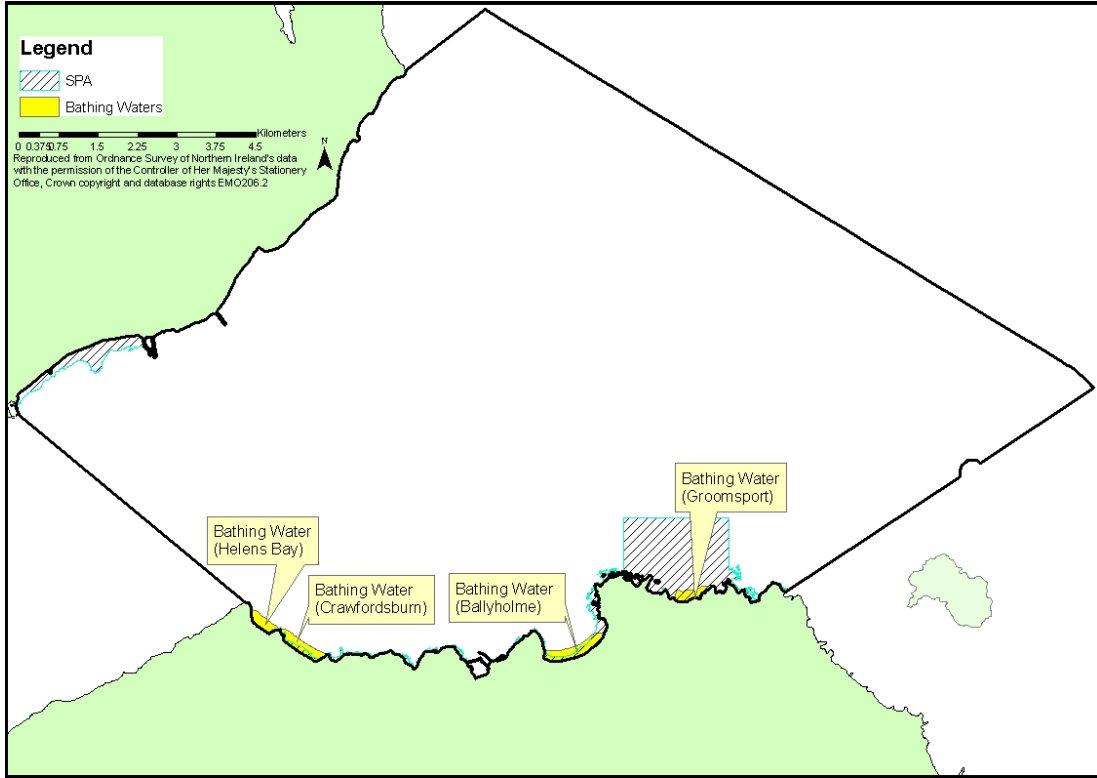 Legend
SPA
Bathing Waters
Kilometers
0 0.375 0.75 1.5 2.25 3 3.75 4.5
Reproduced from Ordnance Survey of Northern Ireland's data
with the permission of the Controller of Her Majesty's Stationery
Office, Crown copyright and database rights EMO206.2
N
Bathing Water
(Groomsport)
Bathing Water
(Helens Bay)
Bathing Water
(Crawfordsburn)
Bathing Water
(Ballyholme)